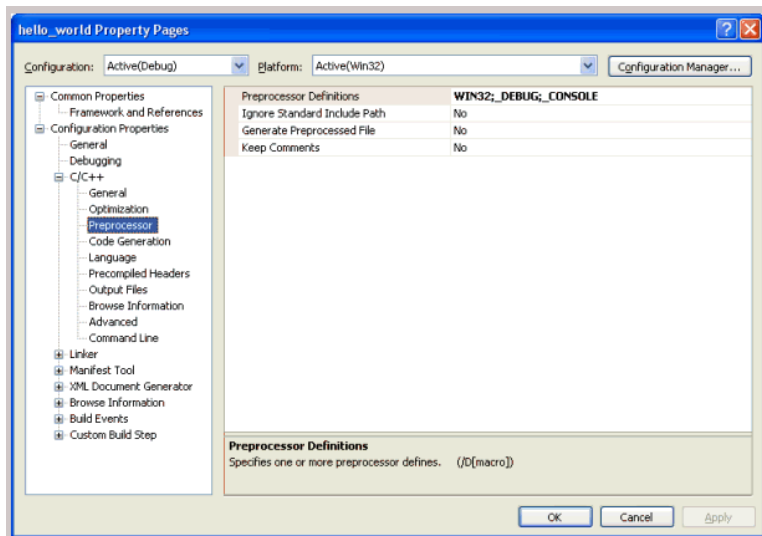 hello_world Property Pages
Configuration: Active(Debug) Platform: Active(Win32) Configuration Manager...
Common Properties
Framework and References
Configuration Properties
General
Debugging
C/C++
General
Optimization
Preprocessor
Code Generation
Language
Precompiled Headers
Output Files
Browse Information
Advanced
Command Line
Linker
Manifest Tool
XML Document Generator
Browse Information
Build Events
Custom Build Step
Preprocessor Definitions WIN32;_DEBUG;_CONSOLE
Ignore Standard Include Path No
Generate Preprocessed File No
Keep Comments No
Preprocessor Definitions
Specifies one or more preprocessor defines. (/D[macro])
OK Cancel Apply